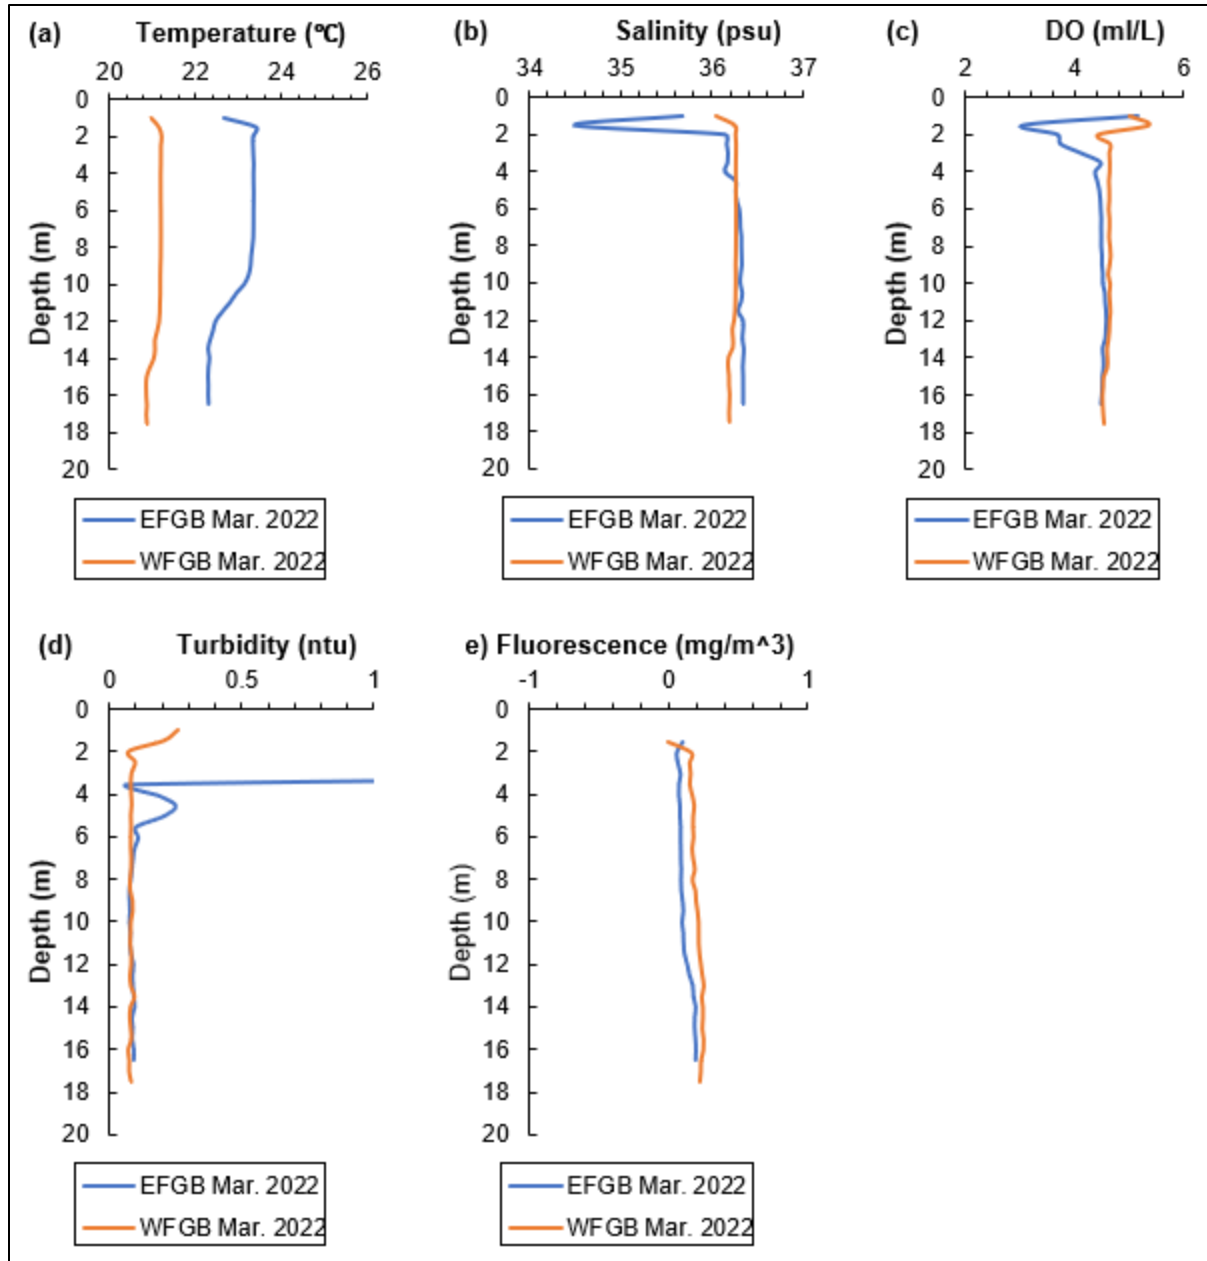 (a) Temperature (℃)
20 22 24 26
0
2
4
6
8
10
12
14
16
18
20
Depth (m)
EFGB Mar. 2022
WFGB Mar. 2022
(b) Salinity (psu)
34 35 36 37
0
2
4
6
8
10
12
14
16
18
20
Depth (m)
EFGB Mar. 2022
WFGB Mar. 2022
(c) DO (ml/L)
2 4 6
0
2
4
6
8
10
12
14
16
18
20
Depth (m)
EFGB Mar. 2022
WFGB Mar. 2022
(d) Turbidity (ntu)
0 0.5 1
0
2
4
6
8
10
12
14
16
18
20
Depth (m)
EFGB Mar. 2022
WFGB Mar. 2022
e) Fluorescence (mg/m^3)
-1 0 1
0
2
4
6
8
10
12
14
16
18
20
Depth (m)
EFGB Mar. 2022
WFGB Mar. 2022